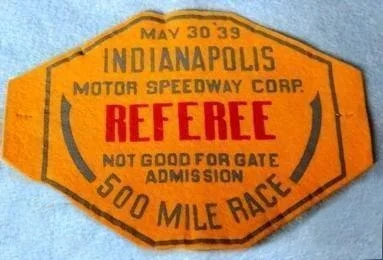 MAY 30 '39
INDIANAPOLIS
MOTOR SPEEDWAY CORP.
REFEREE
NOT GOOD FOR GATE
ADMISSION
500 MILE RACE